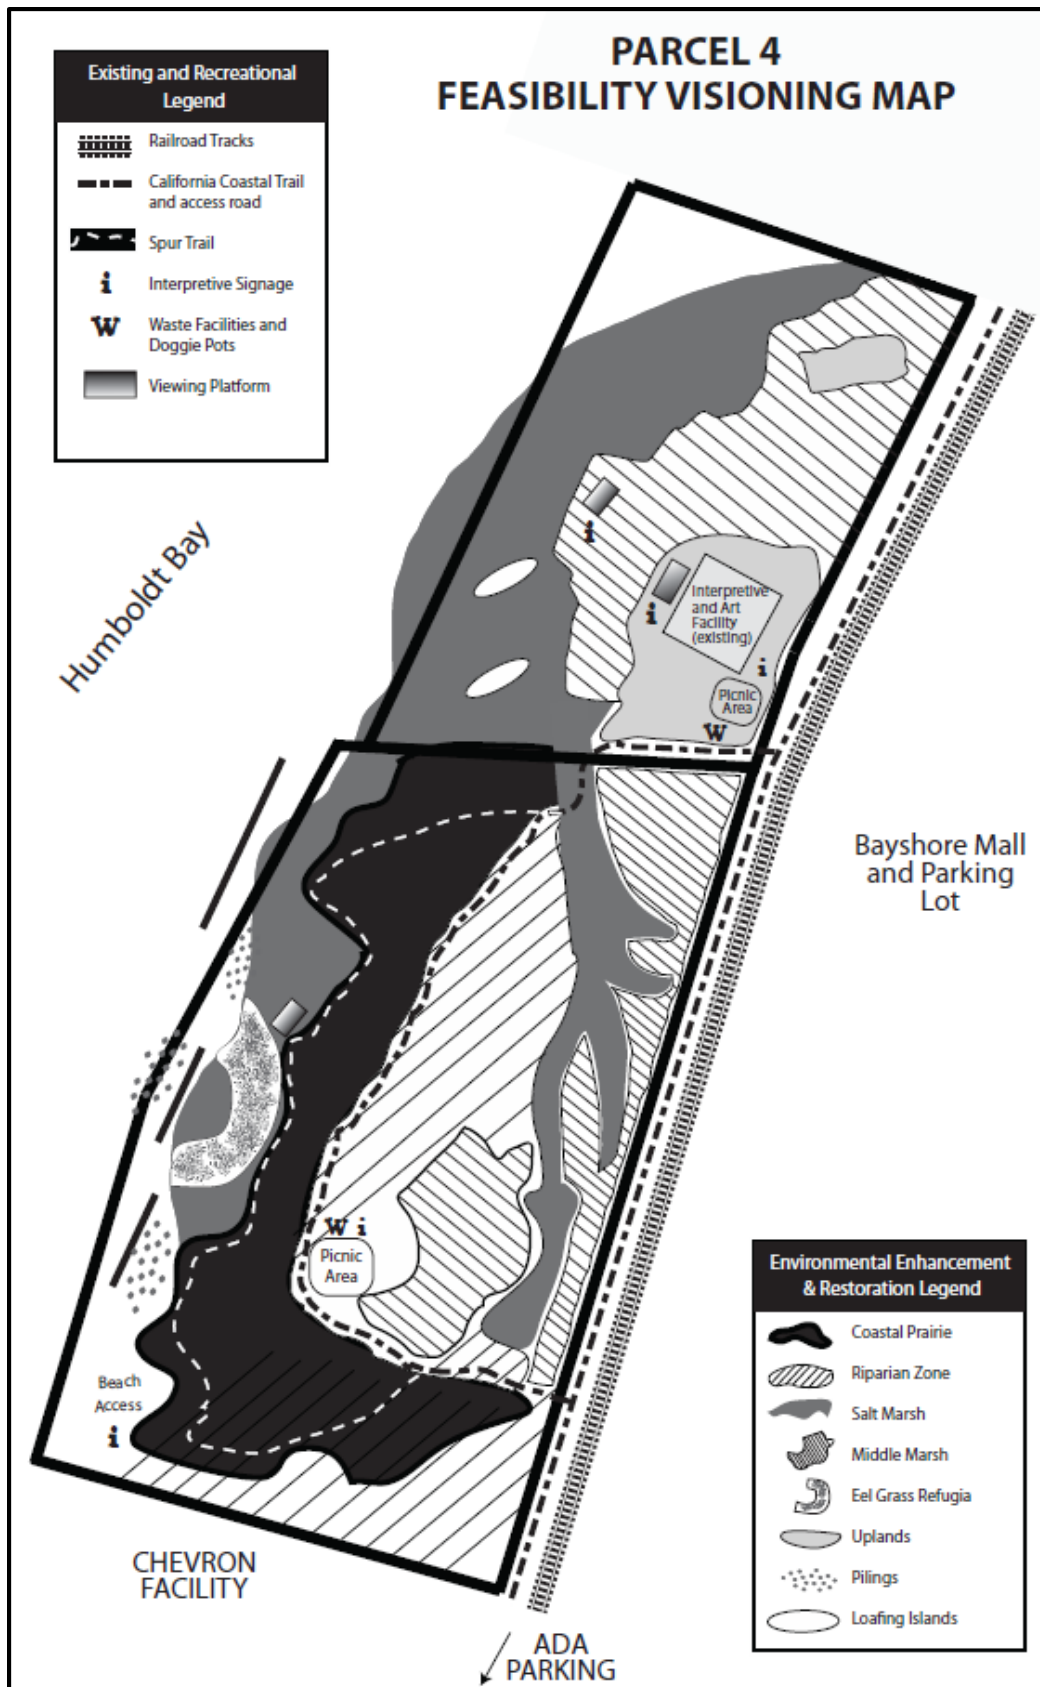 PARCEL 4
FEASIBILITY VISIONING MAP
Existing and Recreational
Legend
Railroad Tracks
California Coastal Trail
and access road
Spur Trail
i
Interpretive Signage
W
Waste Facilities and
Doggie Pots
Viewing Platform
Humboldt Bay
i
i
Interpretive
and Art
Facility
(existing)
i
Picnic
Area
W
Bayshore Mall
and Parking
Lot
W i
Picnic
Area
Beach
Access
i
CHEVRON
FACILITY
ADA
PARKING
Environmental Enhancement
& Restoration Legend
Coastal Prairie
Riparian Zone
Salt Marsh
Middle Marsh
Eel Grass Refugia
Uplands
Pilings
Loafing Islands